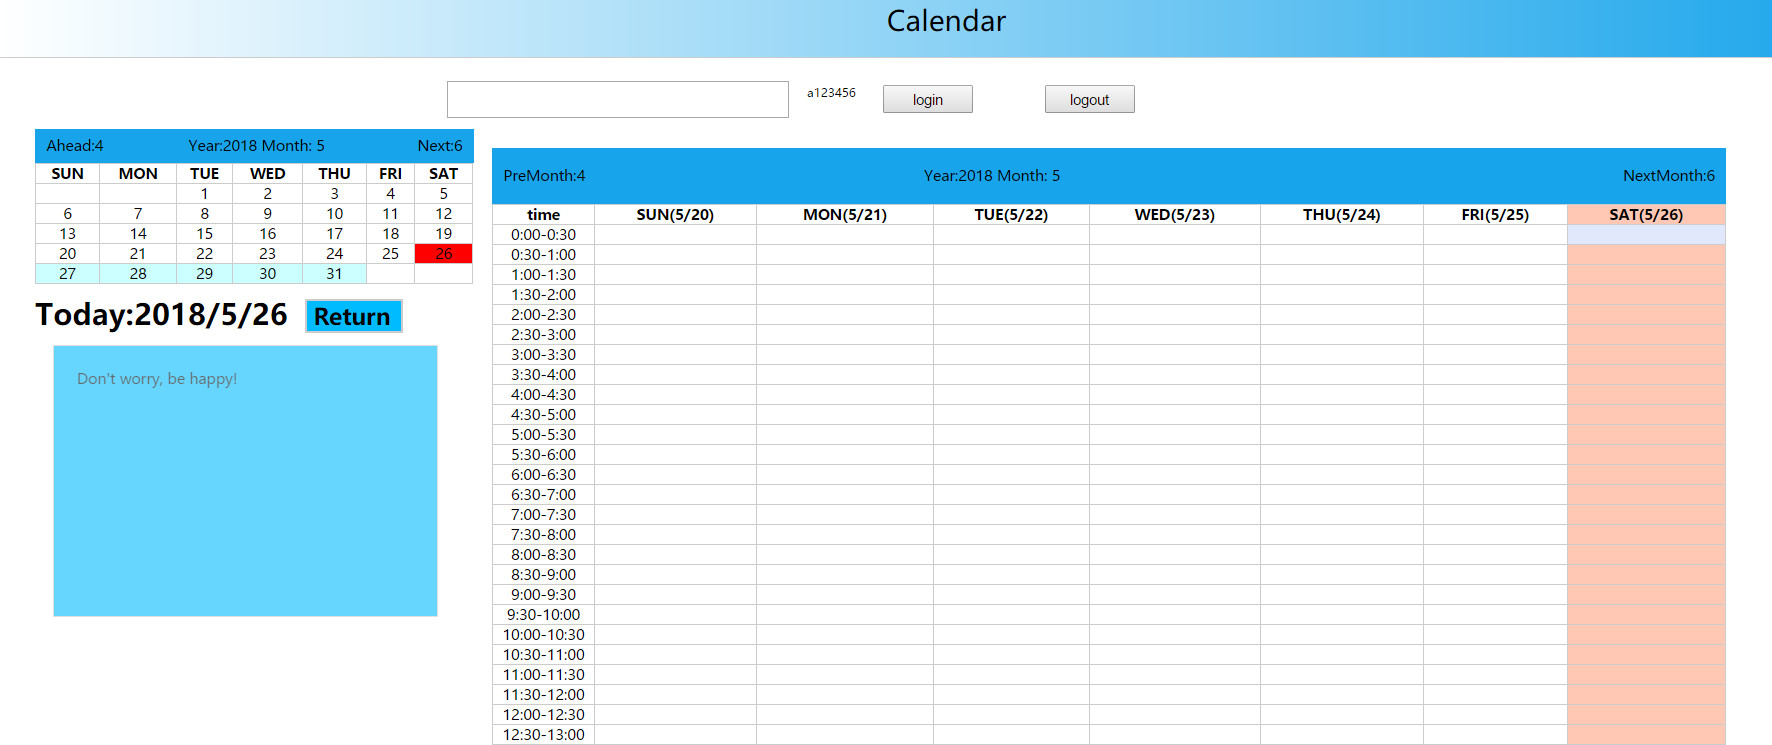 Calendar
a123456 login logout
Ahead:4 Year:2018 Month: 5 Next:6
SUN MON TUE WED THU FRI SAT
1 2 3 4 5
6 7 8 9 10 11 12
13 14 15 16 17 18 19
20 21 22 23 24 25 26
27 28 29 30 31
Today:2018/5/26 Return
Don't worry, be happy!
PreMonth:4 Year:2018 Month: 5 NextMonth:6
time SUN(5/20) MON(5/21) TUE(5/22) WED(5/23) THU(5/24) FRI(5/25) SAT(5/26)
0:00-0:30
0:30-1:00
1:00-1:30
1:30-2:00
2:00-2:30
2:30-3:00
3:00-3:30
3:30-4:00
4:00-4:30
4:30-5:00
5:00-5:30
5:30-6:00
6:00-6:30
6:30-7:00
7:00-7:30
7:30-8:00
8:00-8:30
8:30-9:00
9:00-9:30
9:30-10:00
10:00-10:30
10:30-11:00
11:00-11:30
11:30-12:00
12:00-12:30
12:30-13:00